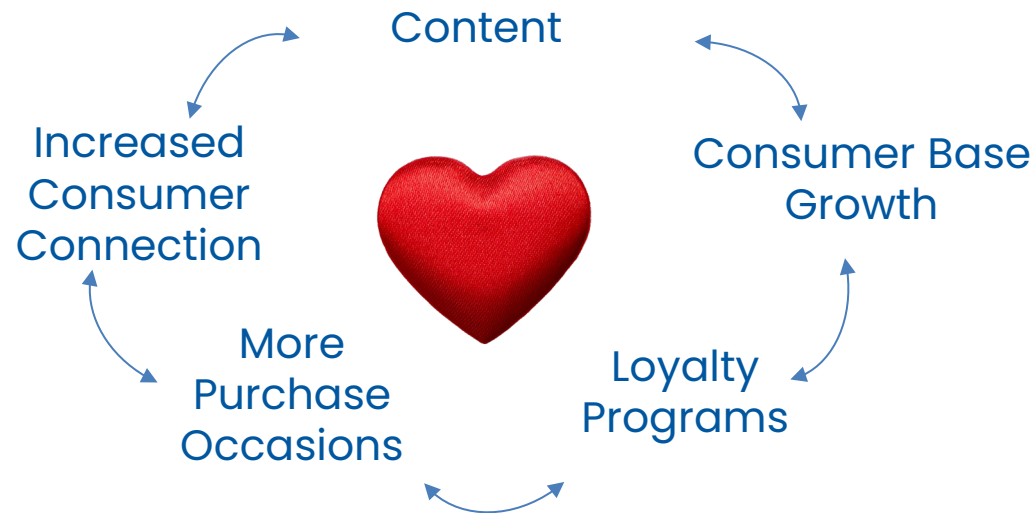 Content
Increased
Consumer
Connection
Consumer Base
Growth
More
Purchase
Occasions
Loyalty
Programs